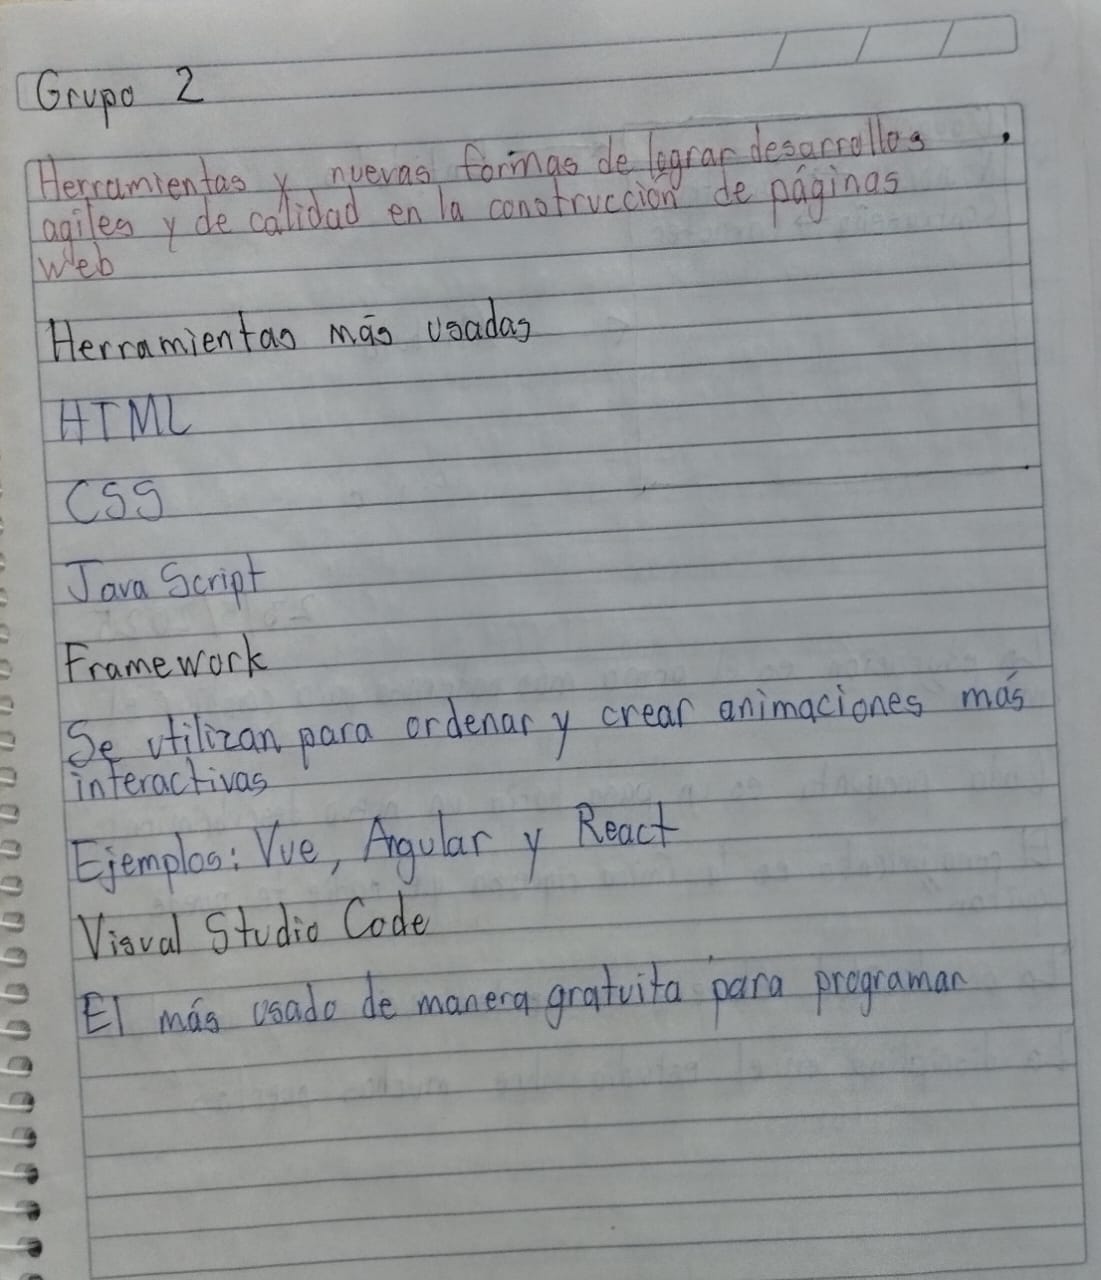 Grupo 2
Herramientas y nuevas formas de lograr desarrollos
agiles y de calidad en la construcción de páginas
web
Herramientas más usadas
HTML
CSS
Java Script
Framework
Se utilizan para ordenar y crear animaciones más
interactivas
Ejemplos: Vue, Angular y React
Visual Studio Code
El más usado de manera gratuita para programar